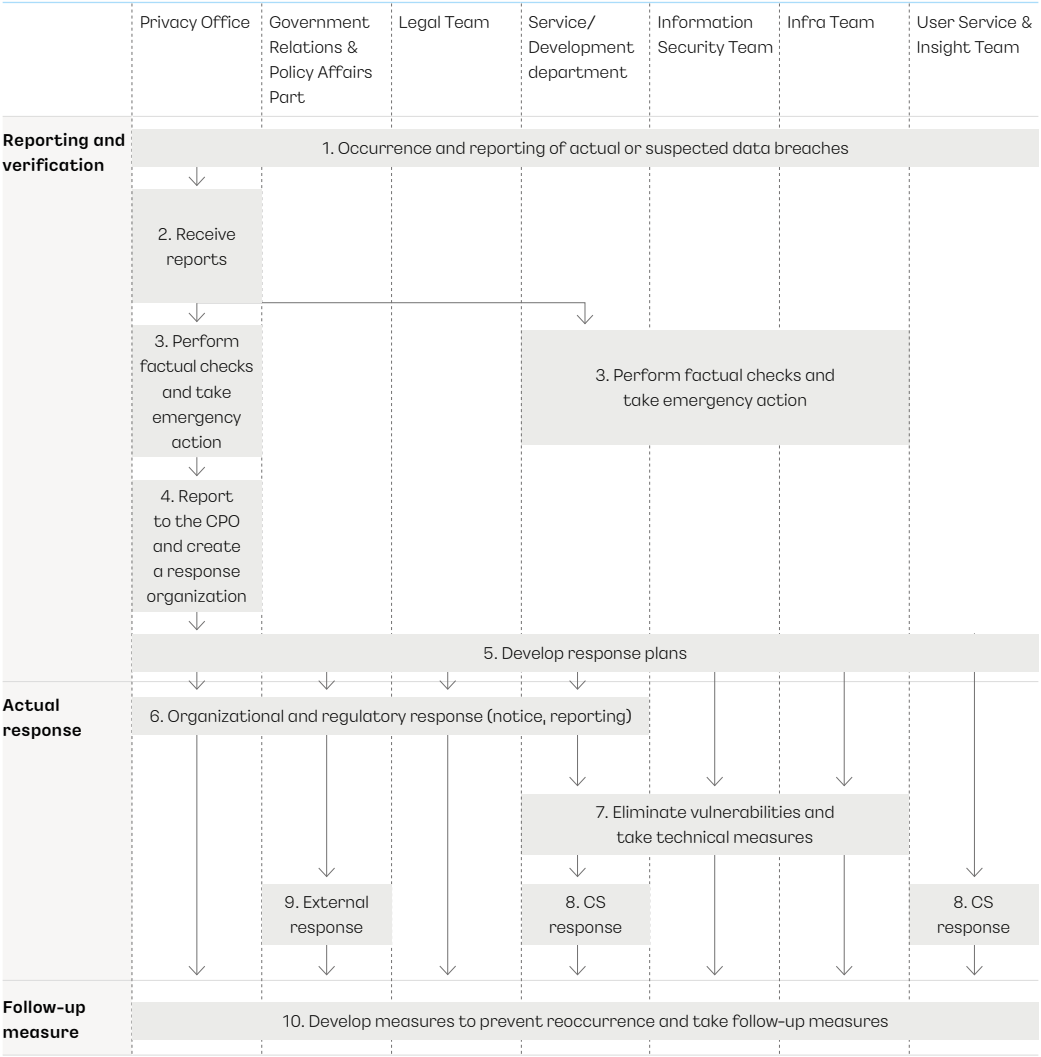 Privacy Office
Government
Relations &
Policy Affairs
Part
Legal Team
Service/
Development
department
Information
Security Team
Infra Team
User Service &
Insight Team
Reporting and
verification
1. Occurrence and reporting of actual or suspected data breaches
2. Receive
reports
3. Perform
factual checks
and take
emergency
action
3. Perform factual checks and
take emergency action
4. Report
to the CPO
and create
a response
organization
5. Develop response plans
Actual
response
6. Organizational and regulatory response (notice, reporting)
7. Eliminate vulnerabilities and
take technical measures
9. External
response
8. CS
response
8. CS
response
Follow-up
measure
10. Develop measures to prevent reoccurrence and take follow-up measures